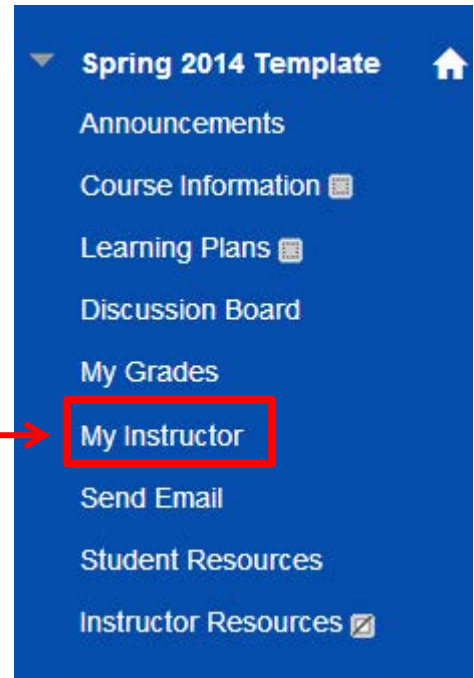 Spring 2014 Template
Announcements
Course Information
Learning Plans
Discussion Board
My Grades
My Instructor
Send Email
Student Resources
Instructor Resources